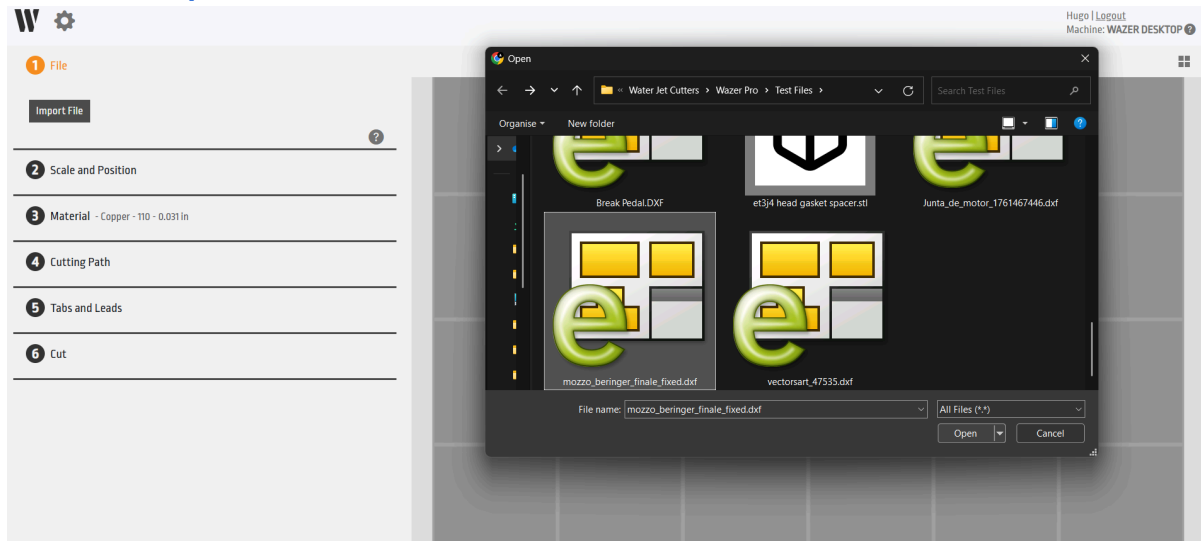 W
Hugo | Logout
Machine: WAZER DESKTOP ?
1 File
Import File
?
2 Scale and Position
3 Material - Copper - 110 - 0.031 in
4 Cutting Path
5 Tabs and Leads
6 Cut
Open
« Water Jet Cutters › Wazer Pro › Test Files ›
Search Test Files
Organise
New folder
?
Break Pedal.DXF
et3j4 head gasket spacer.stl
Junta_de_motor_1761467446.dxf
mozzo_beringer_finale_fixed.dxf
vectorsart_47535.dxf
File name: mozzo_beringer_finale_fixed.dxf
All Files (*.*)
Open
Cancel